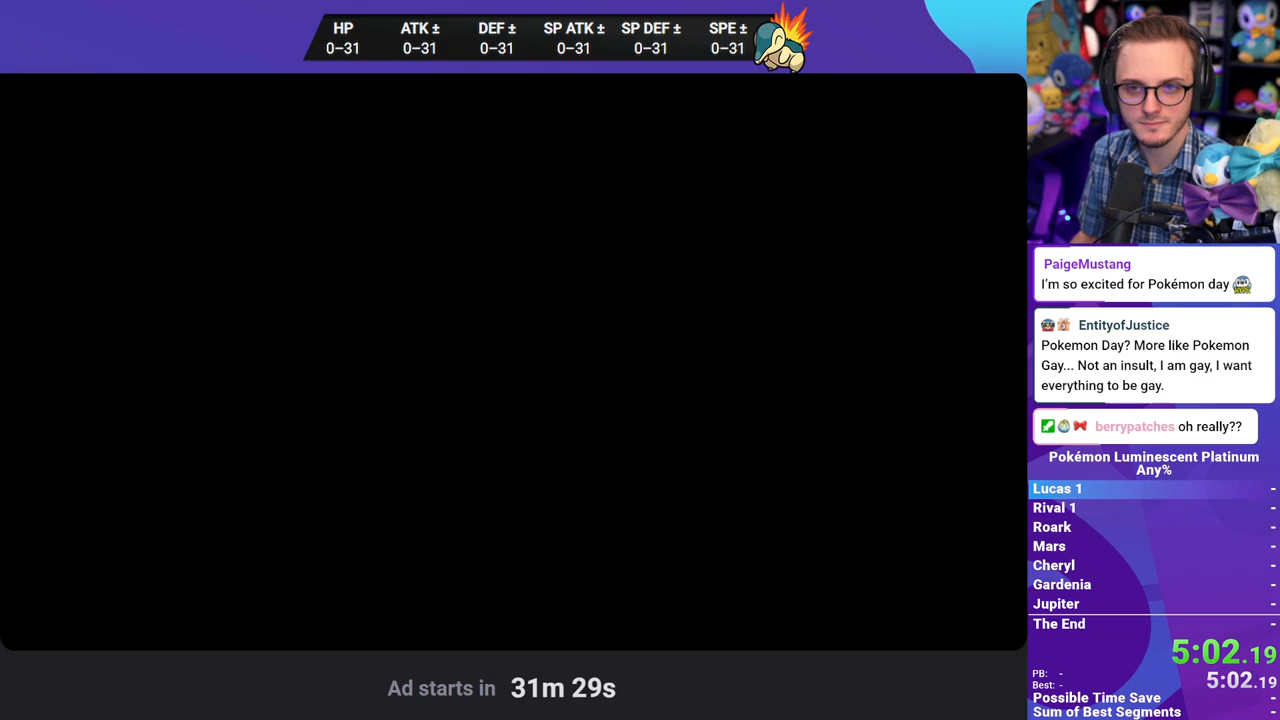 HP ATK ± DEF ± SP ATK ± SP DEF ± SPE ±
0–31 0–31 0–31 0–31 0–31 0–31
PaigeMustang
I'm so excited for Pokémon day
EntityofJustice
Pokemon Day? More like Pokemon
Gay... Not an insult, I am gay, I want
everything to be gay.
berrypatches oh really??
Pokémon Luminescent Platinum
Any%
Lucas 1 -
Rival 1 -
Roark -
Mars -
Cheryl -
Gardenia -
Jupiter -
The End -
5:02.19
PB: -
Best: - 5:02.19
Possible Time Save -
Sum of Best Segments -
Ad starts in 31m 29s